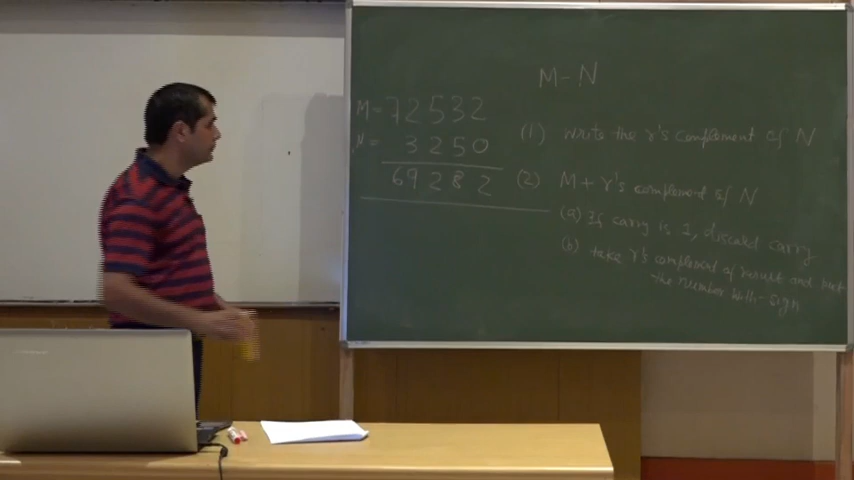 M - N
M = 72532
N = 3250
69282
(1) write the r's complement of N
(2) M + r's complement of N
(a) If carry is 1, discard carry
(b) take r's complement of result and put
the number with - sign